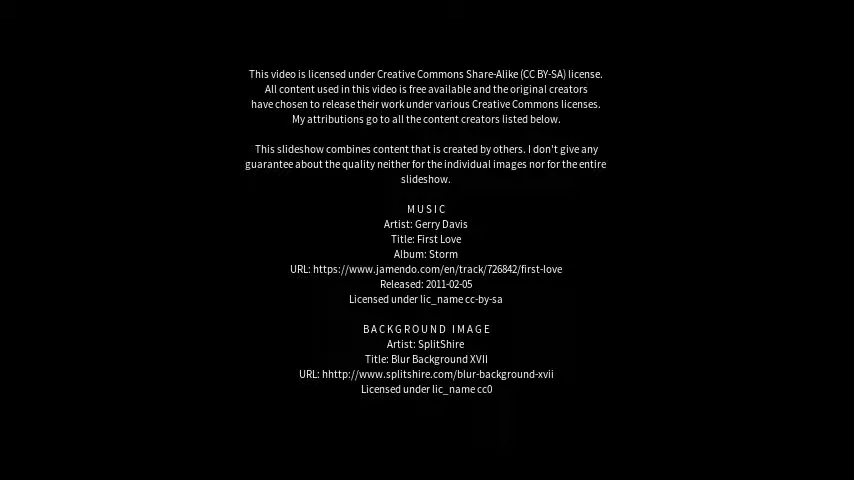 This video is licensed under Creative Commons Share-Alike (CC BY-SA) license.
All content used in this video is free available and the original creators
have chosen to release their work under various Creative Commons licenses.
My attributions go to all the content creators listed below.
This slideshow combines content that is created by others. I don't give any
guarantee about the quality neither for the individual images nor for the entire
slideshow.
MUSIC
Artist: Gerry Davis
Title: First Love
Album: Storm
URL: https://www.jamendo.com/en/track/726842/first-love
Released: 2011-02-05
Licensed under lic_name cc-by-sa
BACKGROUND IMAGE
Artist: SplitShire
Title: Blur Background XVII
URL: hhttp://www.splitshire.com/blur-background-xvii
Licensed under lic_name cc0